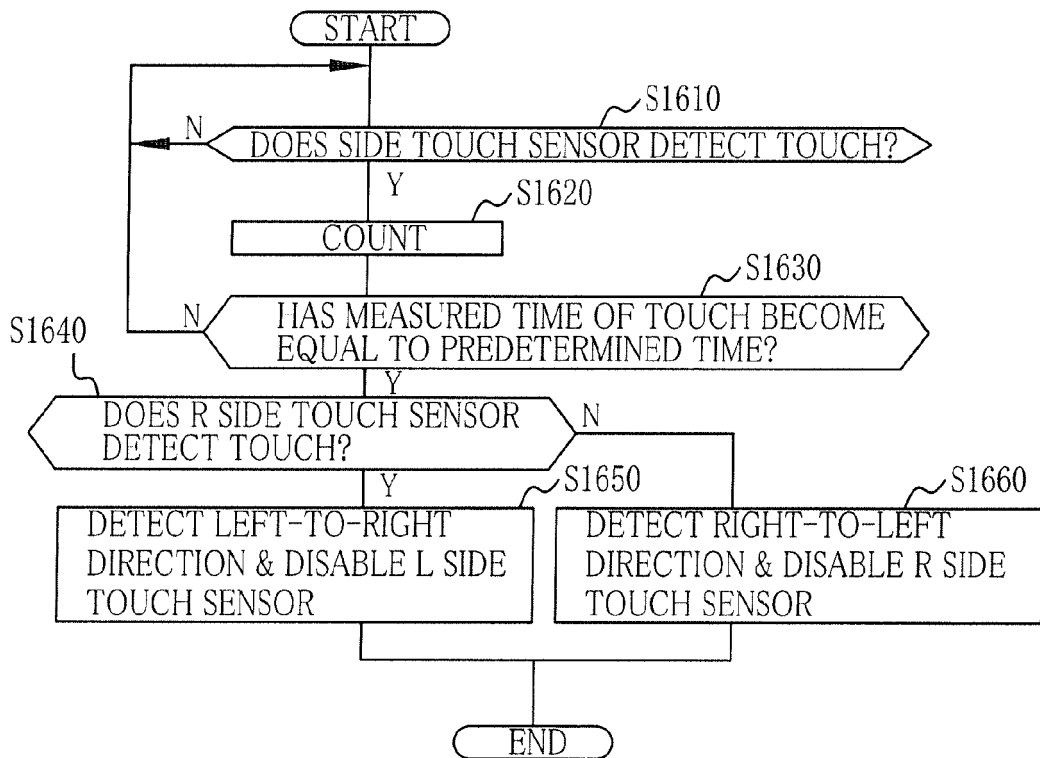 START
S1610
N
DOES SIDE TOUCH SENSOR DETECT TOUCH?
Y
S1620
COUNT
S1630
N
HAS MEASURED TIME OF TOUCH BECOME
EQUAL TO PREDETERMINED TIME?
S1640
Y
DOES R SIDE TOUCH SENSOR
DETECT TOUCH?
N
Y
S1650
S1660
DETECT LEFT-TO-RIGHT
DIRECTION & DISABLE L SIDE
TOUCH SENSOR
DETECT RIGHT-TO-LEFT
DIRECTION & DISABLE R SIDE
TOUCH SENSOR
END